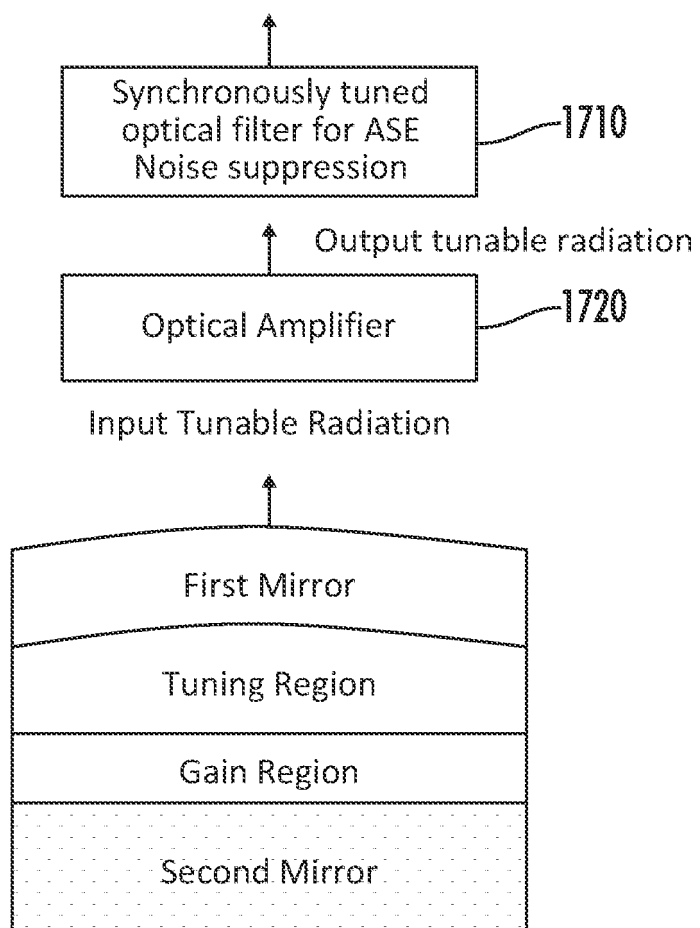 Synchronously tuned
optical filter for ASE
Noise suppression
1710
Output tunable radiation
Optical Amplifier
1720
Input Tunable Radiation
First Mirror
Tuning Region
Gain Region
Second Mirror